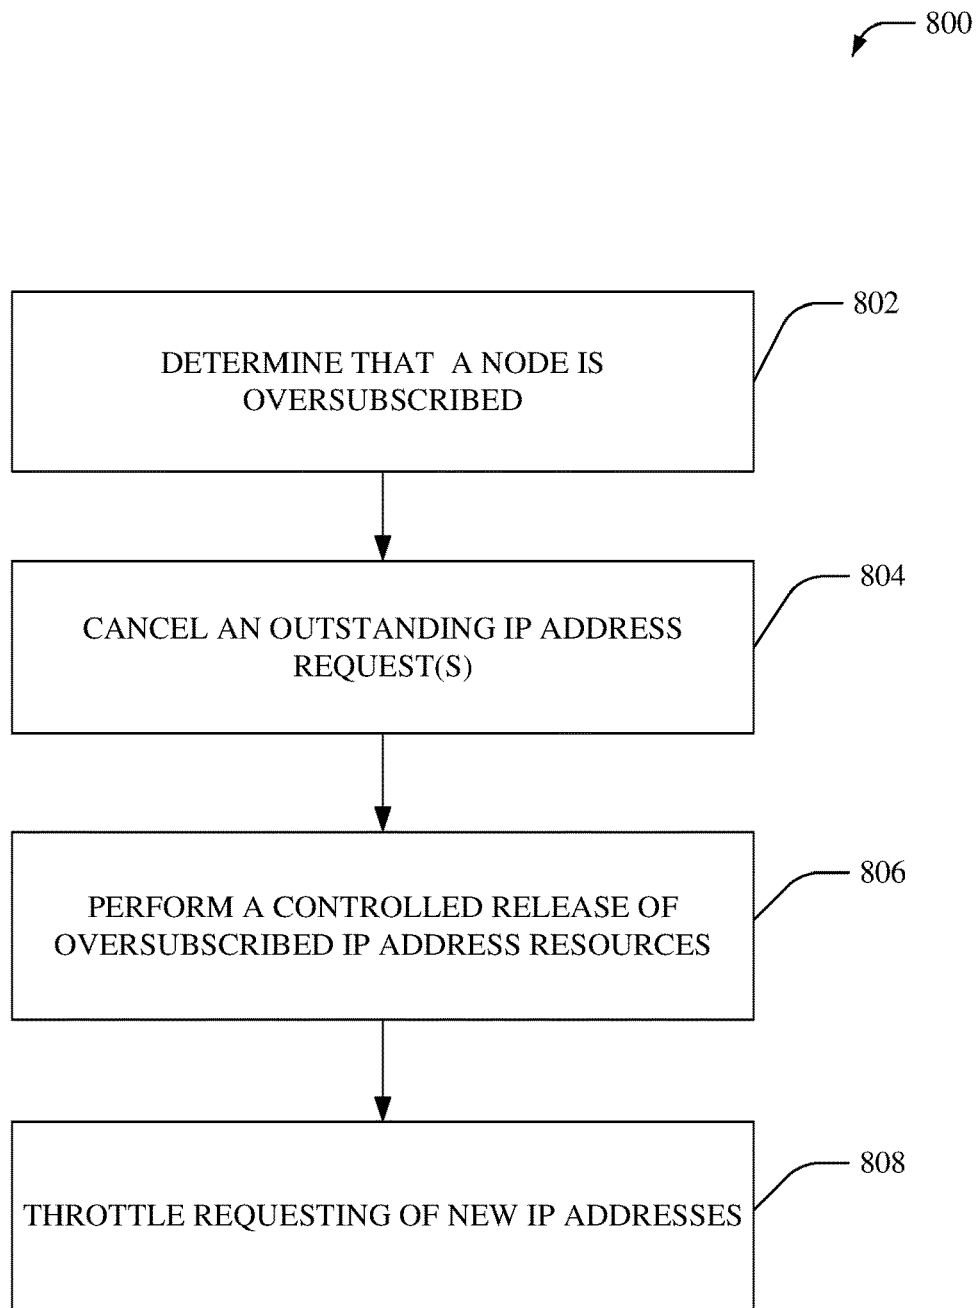 800
802
DETERMINE THAT A NODE IS
OVERSUBSCRIBED
804
CANCEL AN OUTSTANDING IP ADDRESS
REQUEST(S)
806
PERFORM A CONTROLLED RELEASE OF
OVERSUBSCRIBED IP ADDRESS RESOURCES
808
THROTTLE REQUESTING OF NEW IP ADDRESSES